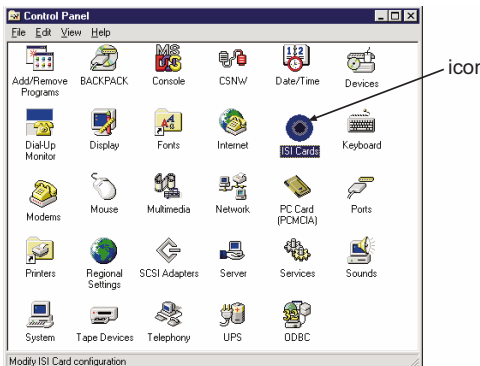 Control Panel
File Edit View Help
Add/Remove Programs
BACKPACK
Console
CSNW
Date/Time
Devices
icon
Dial-Up Monitor
Display
Fonts
Internet
ISI Cards
Keyboard
Modems
Mouse
Multimedia
Network
PC Card (PCMCIA)
Ports
Printers
Regional Settings
SCSI Adapters
Server
Services
Sounds
System
Tape Devices
Telephony
UPS
ODBC
Modify ISI Card configuration